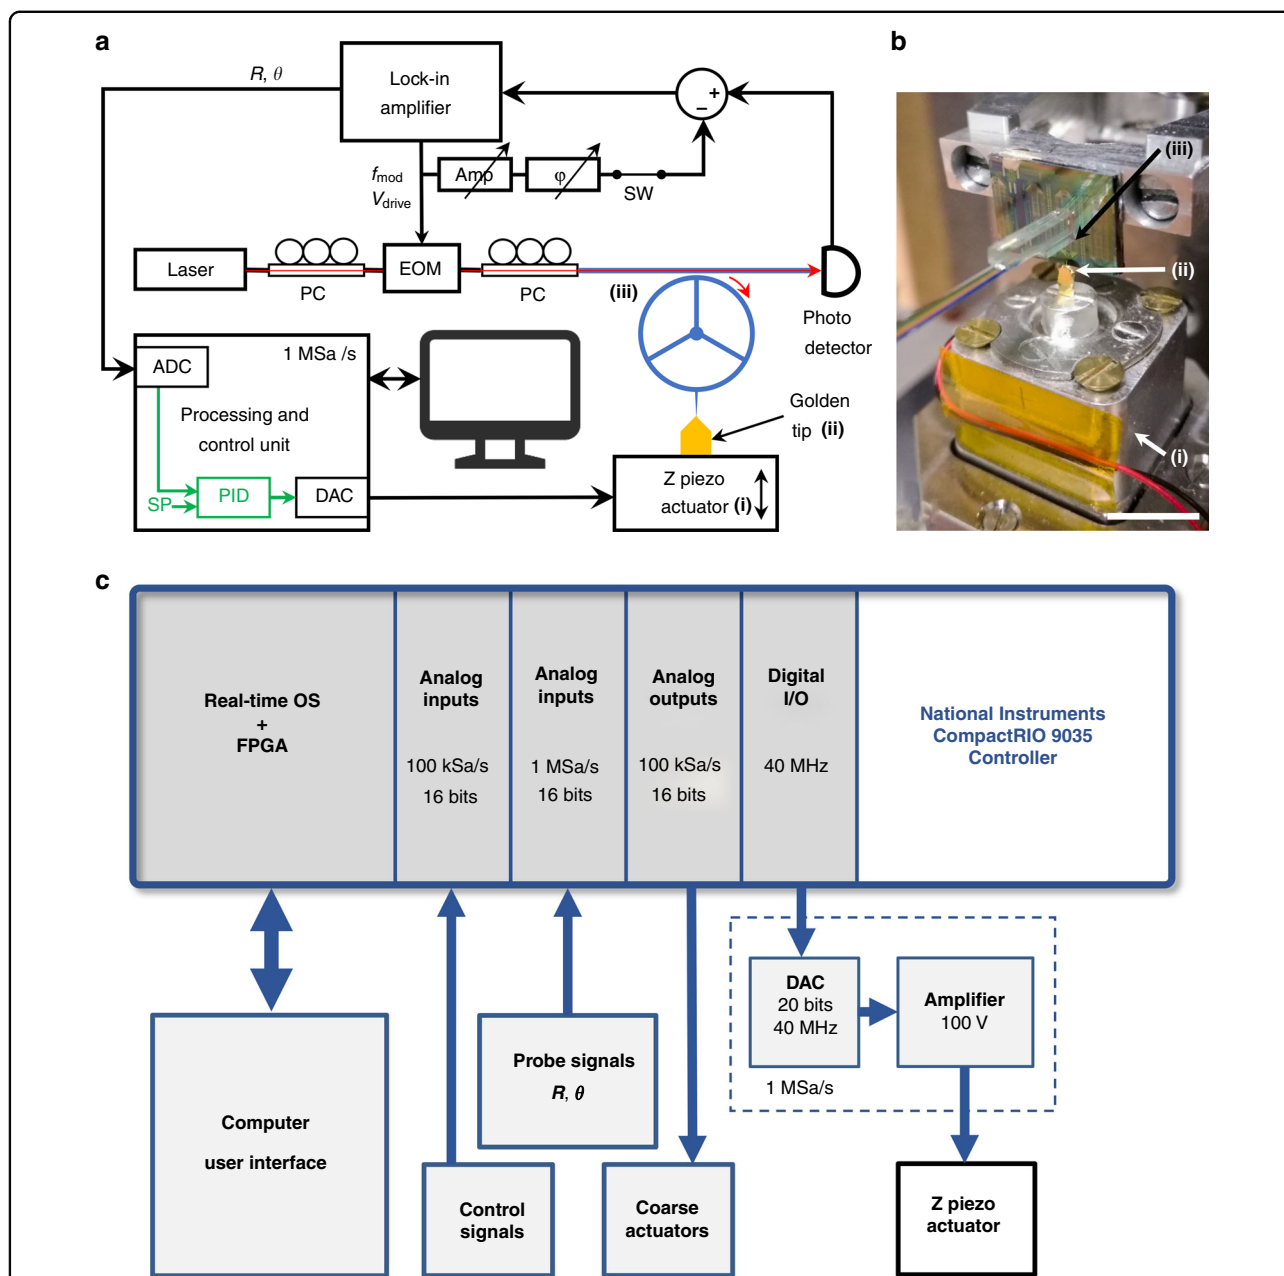 a
R, θ
Lock-in
amplifier
+
−
f mod
V drive
Amp
φ
SW
Laser
PC
EOM
PC
(iii)
Photo
detector
ADC
1 MSa /s
Processing and
control unit
SP
PID
DAC
Golden
tip (ii)
Z piezo
actuator (i)
b
(iii)
(ii)
(i)
c
Real-time OS
+
FPGA
Analog
inputs
100 kSa/s
16 bits
Analog
inputs
1 MSa/s
16 bits
Analog
outputs
100 kSa/s
16 bits
Digital
I/O
40 MHz
National Instruments
CompactRIO 9035
Controller
Computer
user interface
Control
signals
Probe signals
R, θ
Coarse
actuators
DAC
20 bits
40 MHz
1 MSa/s
Amplifier
100 V
Z piezo
actuator